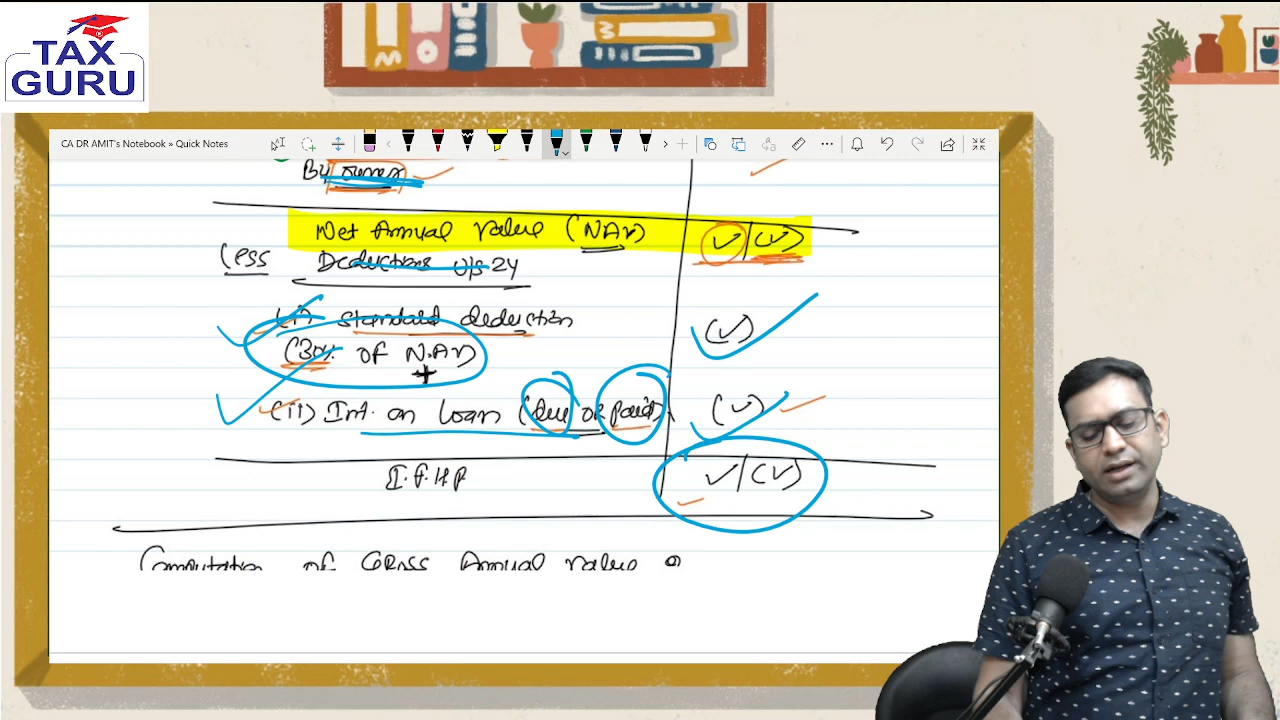 TAX
GURU
CA DR AMIT's Notebook » Quick Notes
By owner
Net Annual Value (NAV)
Less Deductions U/s 24
(i) standard deduction
(30% of N.AV)
(ii) Int. on loan (due or paid)
I.F.H.P
Computation of Gross Annual Value